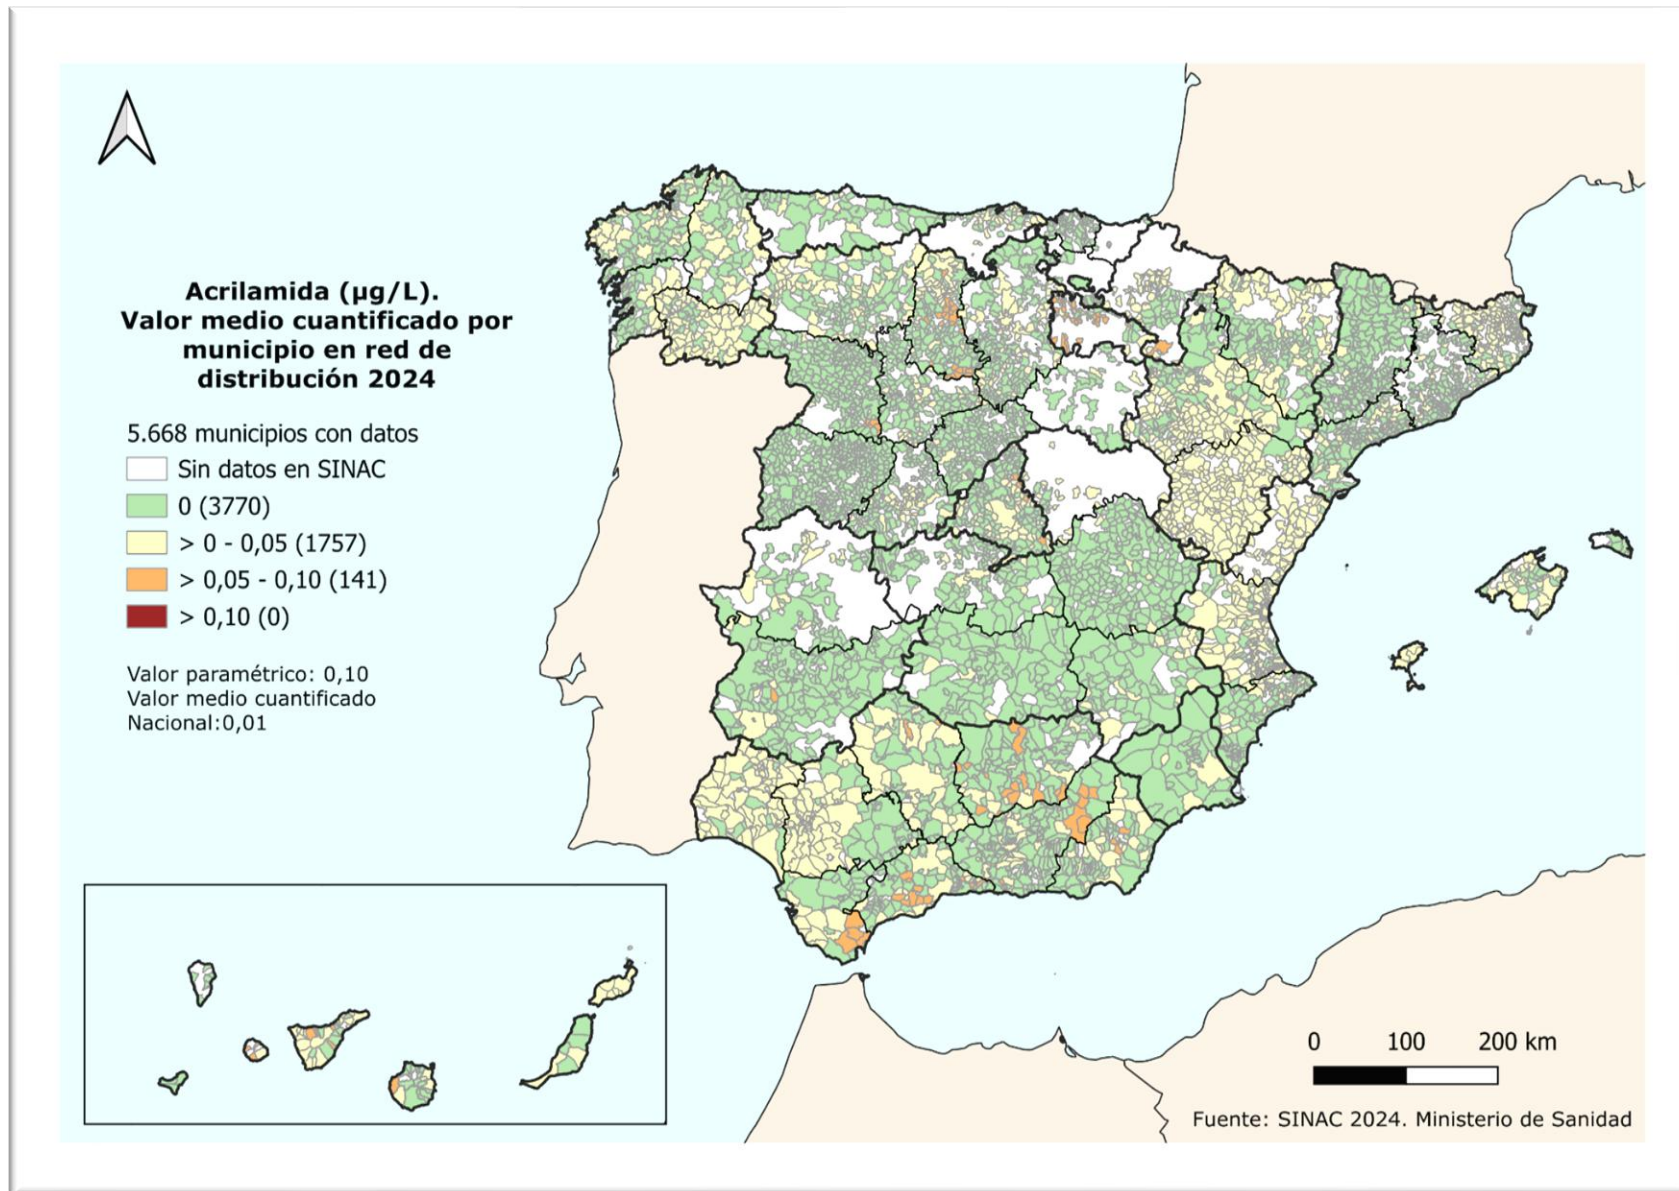 Acrilamida (µg/L).
Valor medio cuantificado por
municipio en red de
distribución 2024
5.668 municipios con datos
Sin datos en SINAC
0 (3770)
> 0 - 0,05 (1757)
> 0,05 - 0,10 (141)
> 0,10 (0)
Valor paramétrico: 0,10
Valor medio cuantificado
Nacional:0,01
0 100 200 km
Fuente: SINAC 2024. Ministerio de Sanidad